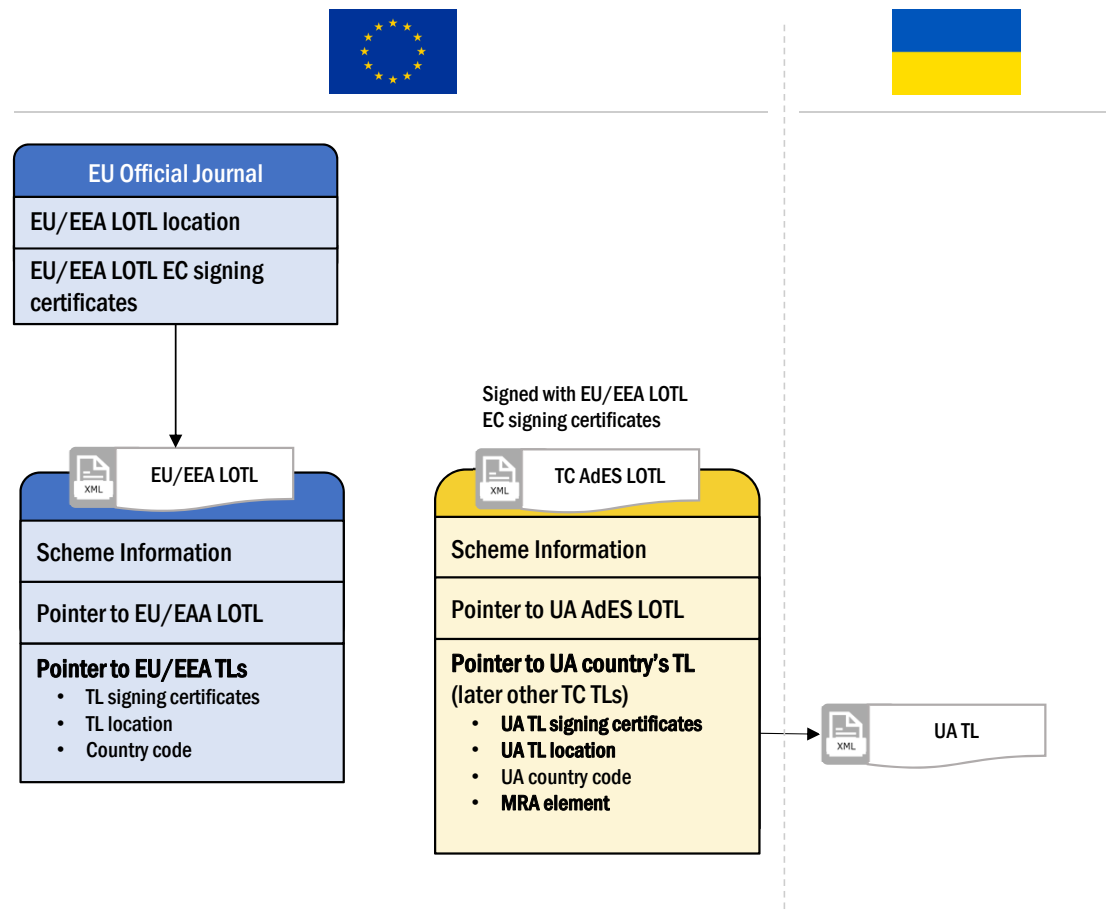 EU Official Journal
EU/EEA LOTL location
EU/EEA LOTL EC signing
certificates
XML
EU/EEA LOTL
Scheme Information
Pointer to EU/EAA LOTL
Pointer to EU/EEA TLs
• TL signing certificates
• TL location
• Country code
Signed with EU/EEA LOTL
EC signing certificates
XML
TC AdES LOTL
Scheme Information
Pointer to UA AdES LOTL
Pointer to UA country's TL
(later other TC TLs)
• UA TL signing certificates
• UA TL location
• UA country code
• MRA element
XML
UA TL